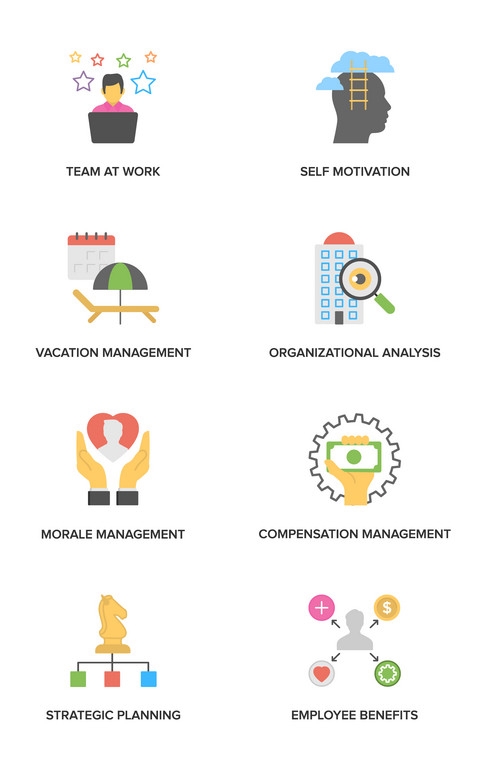 TEAM AT WORK
SELF MOTIVATION
VACATION MANAGEMENT
ORGANIZATIONAL ANALYSIS
MORALE MANAGEMENT
COMPENSATION MANAGEMENT
$
STRATEGIC PLANNING
EMPLOYEE BENEFITS